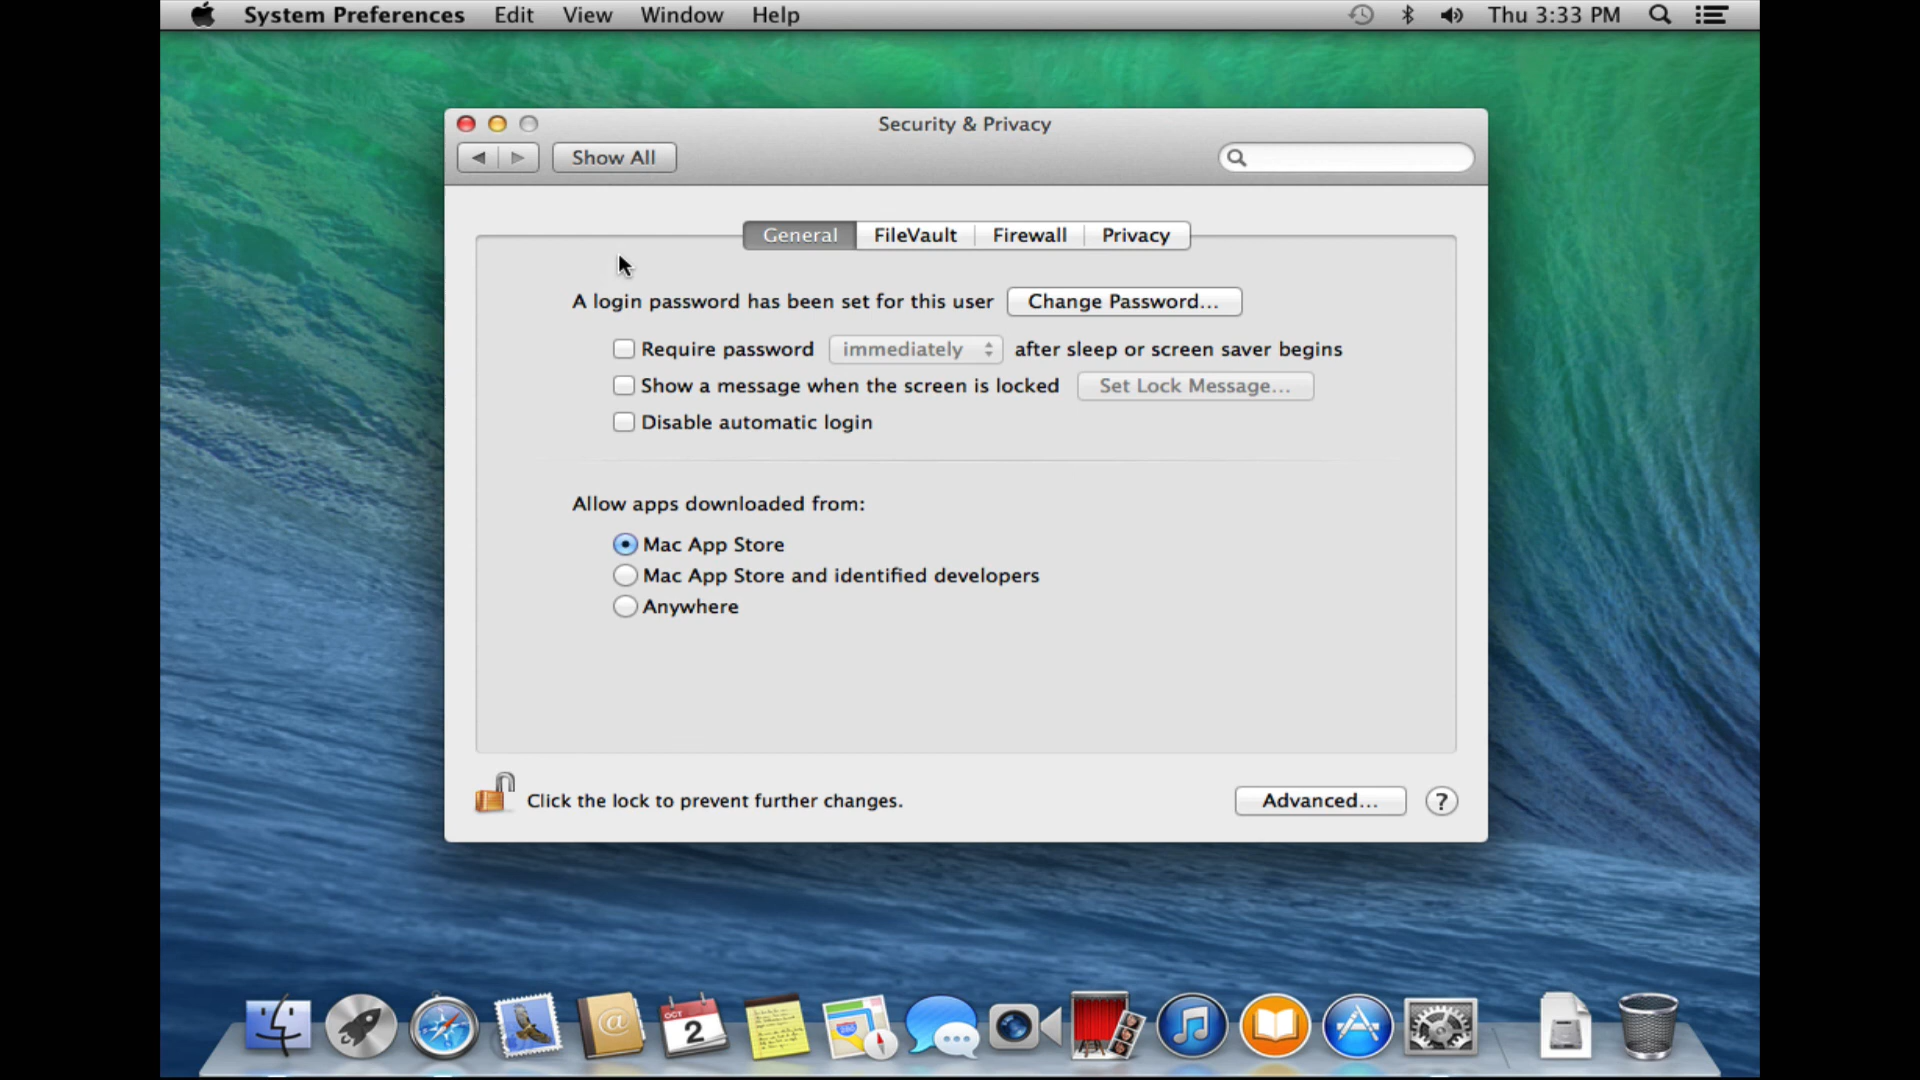 System Preferences Edit View Window Help Thu 3:33 PM
Security & Privacy
Show All
General FileVault Firewall Privacy
A login password has been set for this user Change Password...
Require password immediately after sleep or screen saver begins
Show a message when the screen is locked Set Lock Message...
Disable automatic login
Allow apps downloaded from:
Mac App Store
Mac App Store and identified developers
Anywhere
Click the lock to prevent further changes. Advanced... ?
@
OCT
2
280